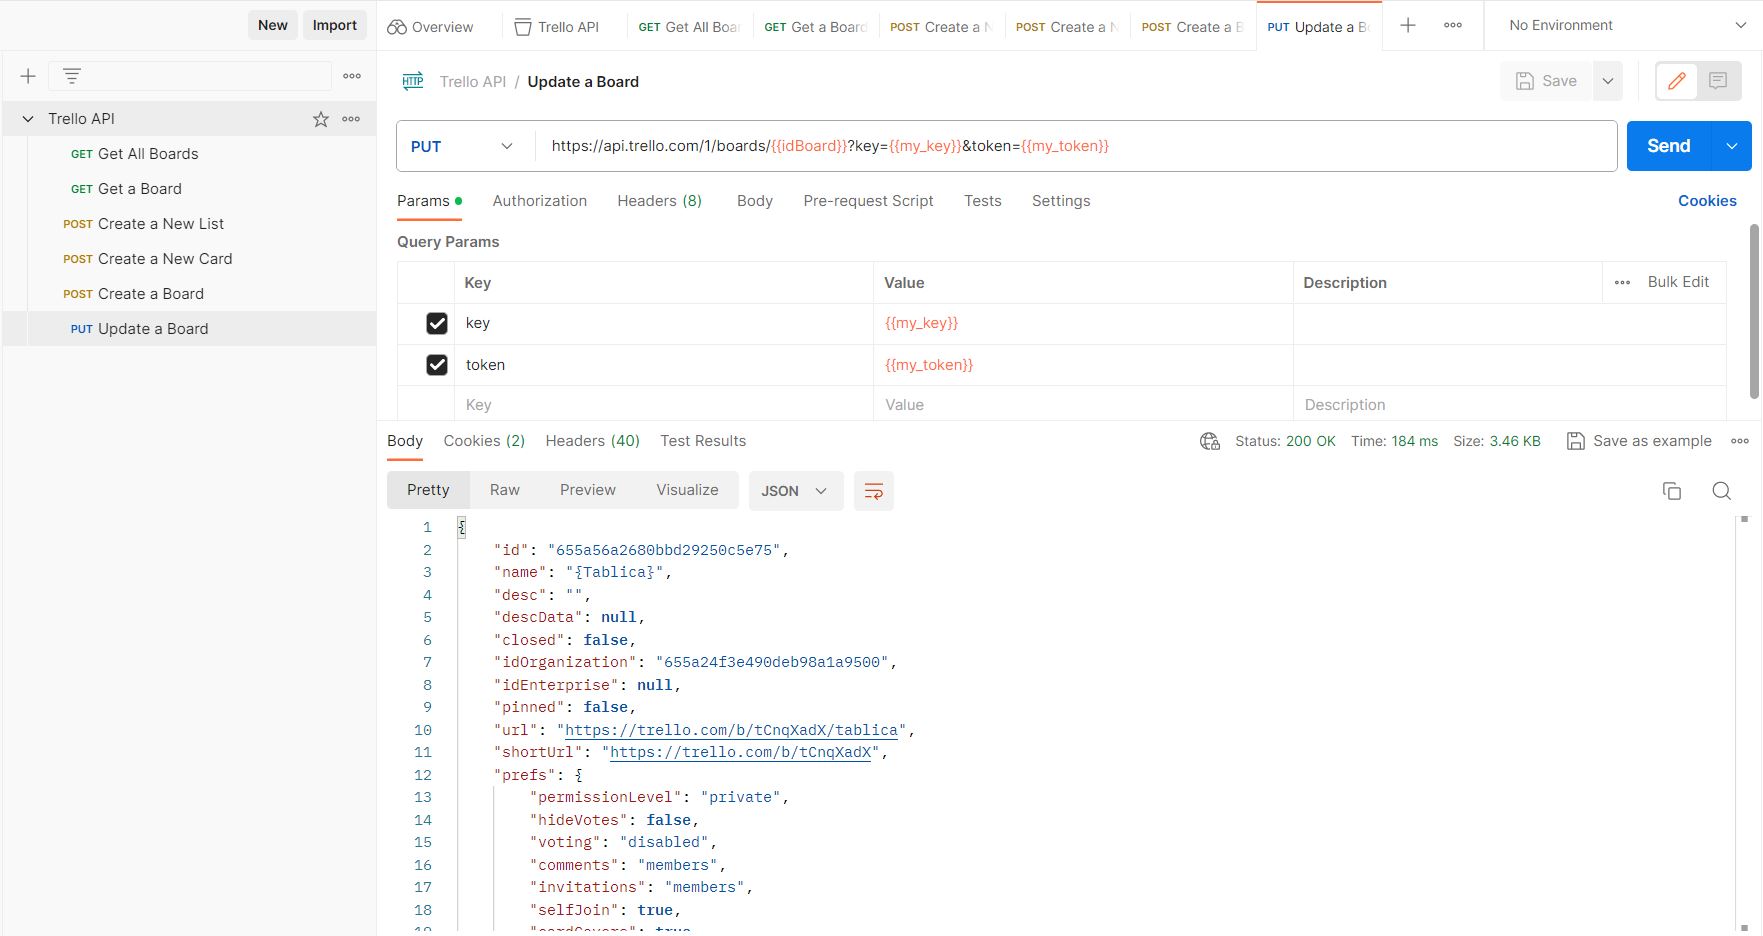 New
Import
Overview
Trello API
GET Get All Boar
GET Get a Board
POST Create a N
POST Create a N
POST Create a B
PUT Update a Bo
No Environment
Trello API
GET Get All Boards
GET Get a Board
POST Create a New List
POST Create a New Card
POST Create a Board
PUT Update a Board
HTTP
Trello API / Update a Board
Save
PUT
https://api.trello.com/1/boards/{{idBoard}}?key={{my_key}}&token={{my_token}}
Send
Params
Authorization
Headers (8)
Body
Pre-request Script
Tests
Settings
Cookies
Query Params
Key
Value
Description
Bulk Edit
key
{{my_key}}
token
{{my_token}}
Key
Value
Description
Body
Cookies (2)
Headers (40)
Test Results
Status: 200 OK
Time: 184 ms
Size: 3.46 KB
Save as example
Pretty
Raw
Preview
Visualize
JSON
1 {
2 "id": "655a56a2680bbd29250c5e75",
3 "name": "{Tablica}",
4 "desc": "",
5 "descData": null,
6 "closed": false,
7 "idOrganization": "655a24f3e490deb98a1a9500",
8 "idEnterprise": null,
9 "pinned": false,
10 "url": "https://trello.com/b/tCnqXadX/tablica",
11 "shortUrl": "https://trello.com/b/tCnqXadX",
12 "prefs": {
13 "permissionLevel": "private",
14 "hideVotes": false,
15 "voting": "disabled",
16 "comments": "members",
17 "invitations": "members",
18 "selfJoin": true,
19 "cardCovers": true